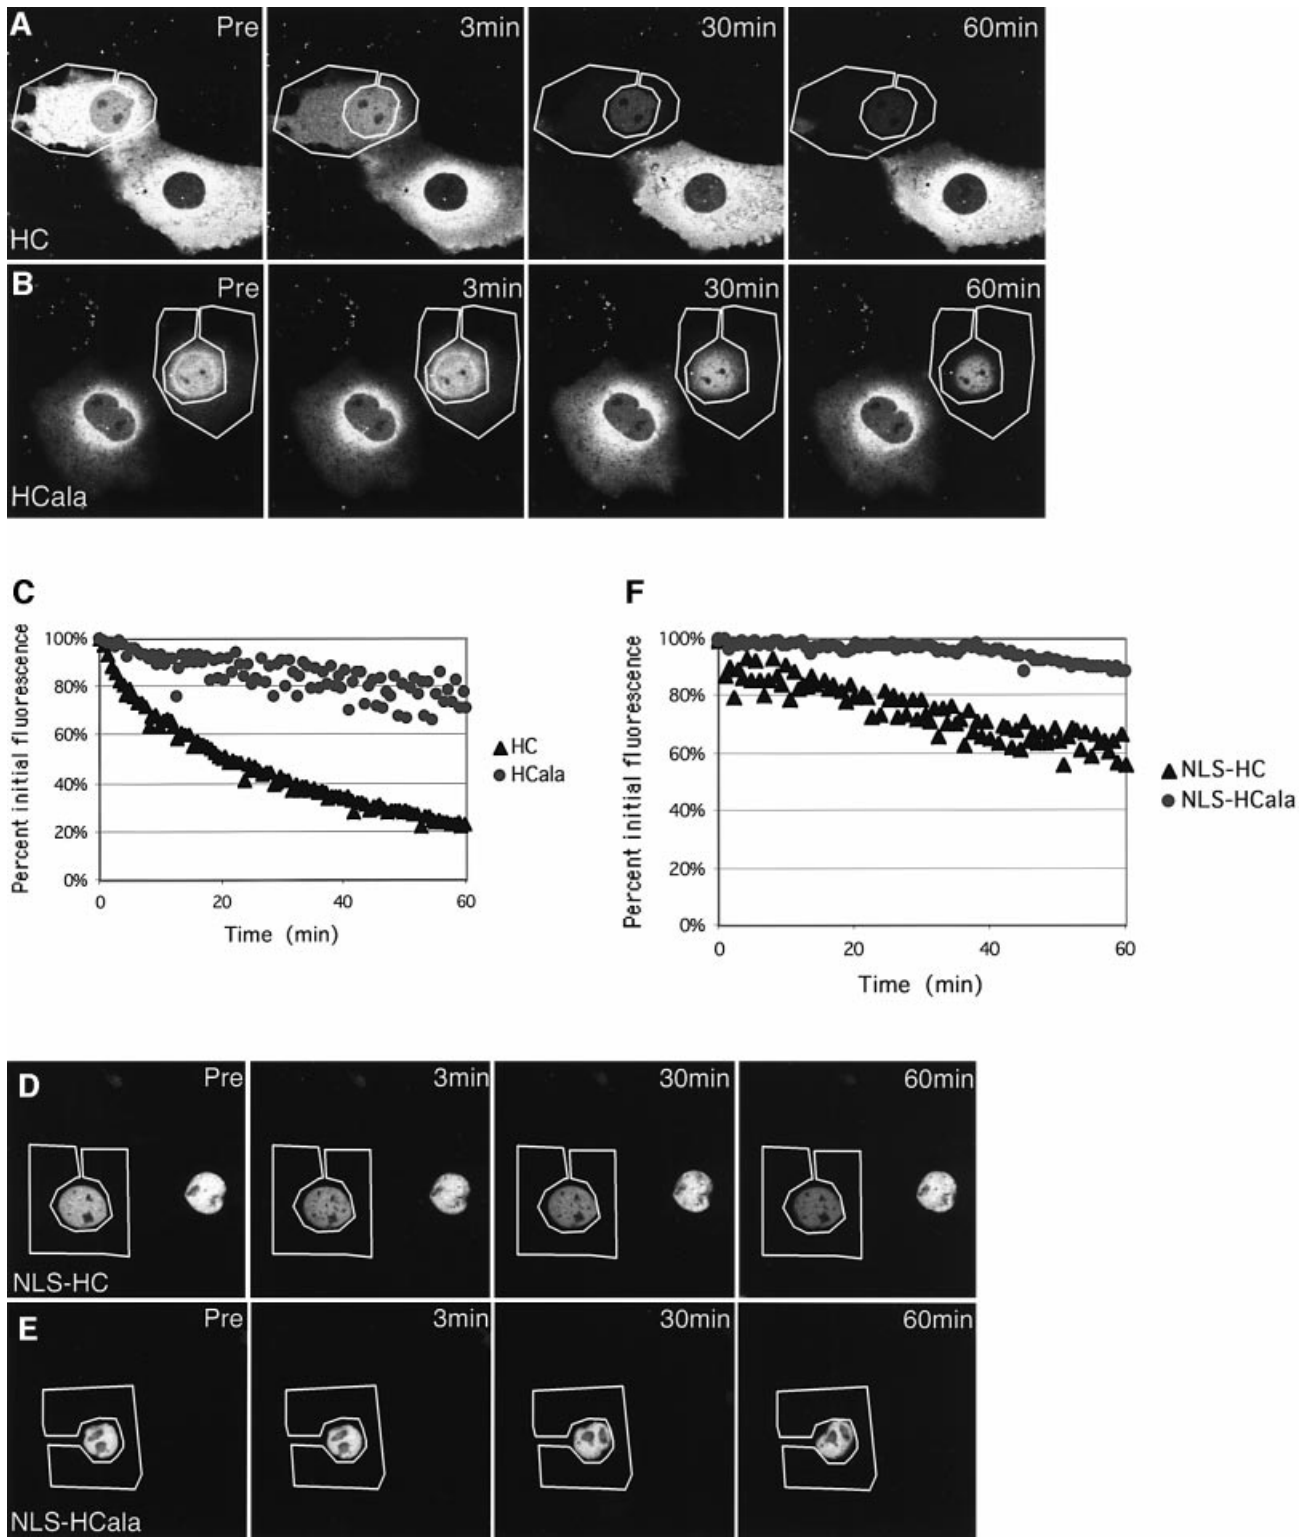 A Pre 3min 30min 60min
HC
B Pre 3min 30min 60min
HCala
C
Percent initial fluorescence
100%
80%
60%
40%
20%
0%
0 20 40 60
Time (min)
HC
HCala
F
Percent initial fluorescence
100%
80%
60%
40%
20%
0%
0 20 40 60
Time (min)
NLS-HC
NLS-HCala
D Pre 3min 30min 60min
NLS-HC
E Pre 3min 30min 60min
NLS-HCala